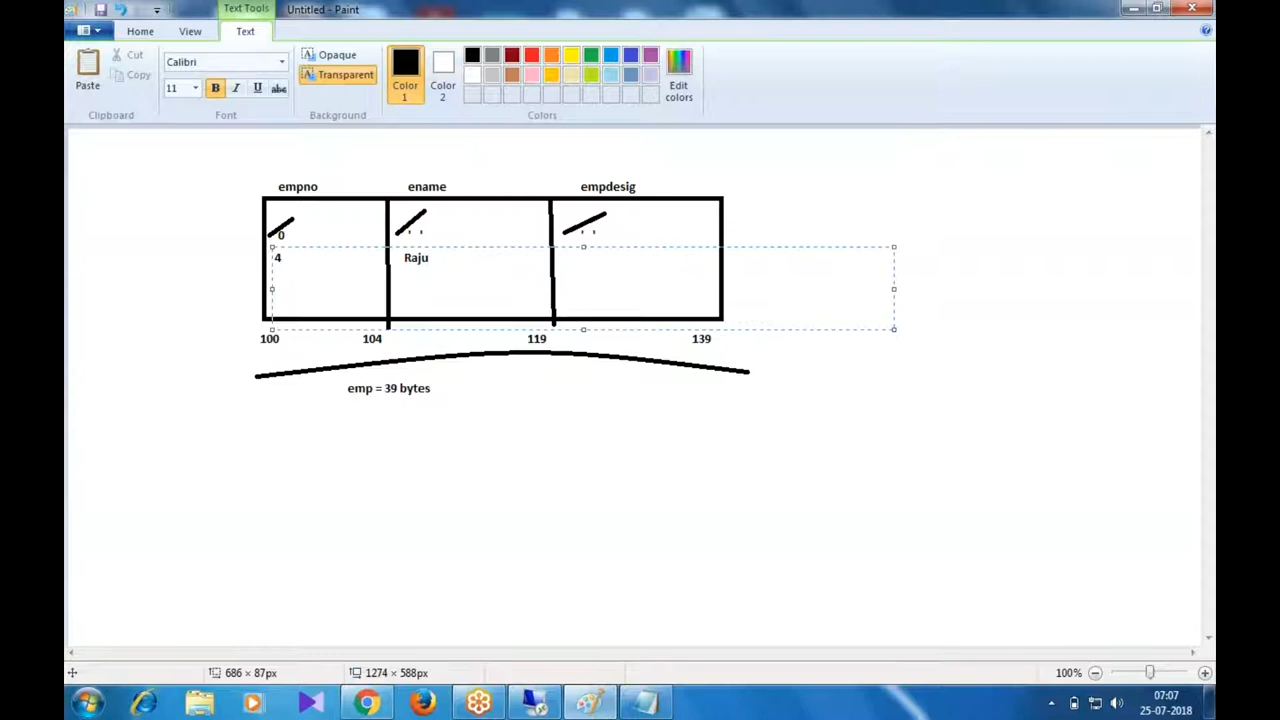 Text Tools
Untitled - Paint
Home View Text
Paste
Cut
Copy
Clipboard
Calibri
11 B I U abc
Font
Opaque
Transparent
Background
Color 1
Color 2
Edit colors
Colors
empno ename empdesig
0 ' ' ' '
4 Raju
100 104 119 139
emp = 39 bytes
686 × 87px
1274 × 588px
100%
07:07
25-07-2018